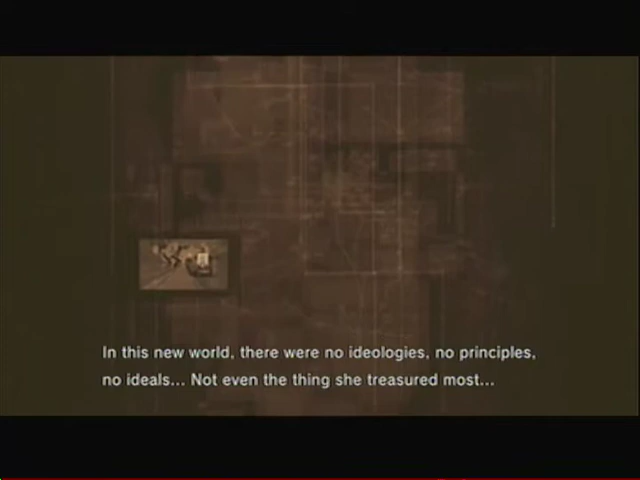 In this new world, there were no ideologies, no principles,
no ideals... Not even the thing she treasured most...